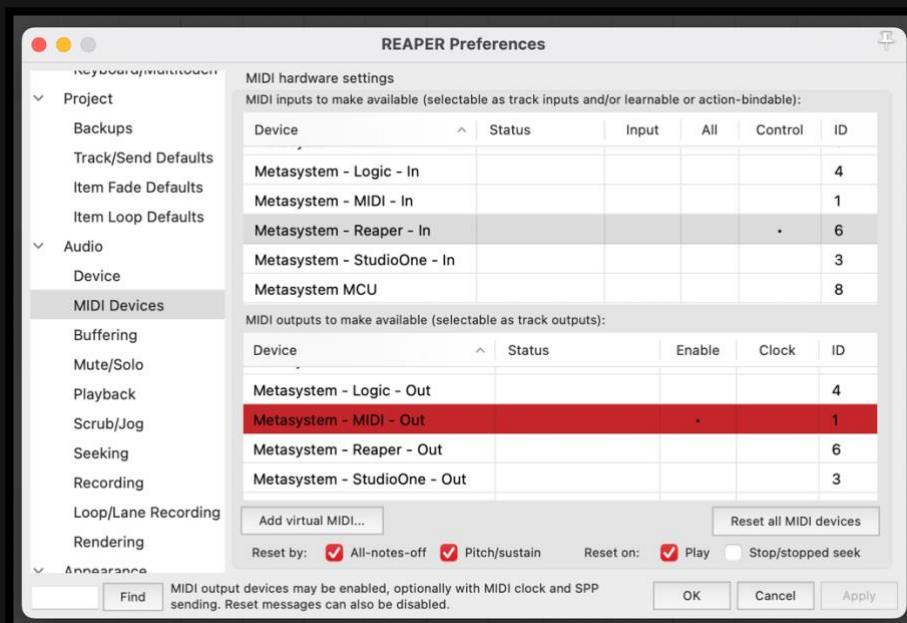 REAPER Preferences
Keyboard/Multitouch
Project
Backups
Track/Send Defaults
Item Fade Defaults
Item Loop Defaults
Audio
Device
MIDI Devices
Buffering
Mute/Solo
Playback
Scrub/Jog
Seeking
Recording
Loop/Lane Recording
Rendering
Appearance
MIDI hardware settings
MIDI inputs to make available (selectable as track inputs and/or learnable or action-bindable):
Device Status Input All Control ID
Metasystem - Logic - In 4
Metasystem - MIDI - In 1
Metasystem - Reaper - In • 6
Metasystem - StudioOne - In 3
Metasystem MCU 8
MIDI outputs to make available (selectable as track outputs):
Device Status Enable Clock ID
Metasystem - Logic - Out 4
Metasystem - MIDI - Out • 1
Metasystem - Reaper - Out 6
Metasystem - StudioOne - Out 3
Add virtual MIDI... Reset all MIDI devices
Reset by: All-notes-off Pitch/sustain Reset on: Play Stop/stopped seek
Find
MIDI output devices may be enabled, optionally with MIDI clock and SPP
sending. Reset messages can also be disabled.
OK Cancel Apply